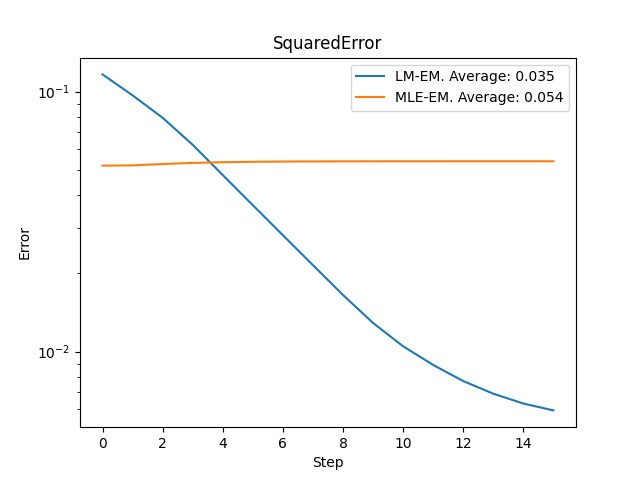 SquaredError
LM-EM. Average: 0.035
MLE-EM. Average: 0.054
Error
10⁻¹
10⁻²
0 2 4 6 8 10 12 14
Step